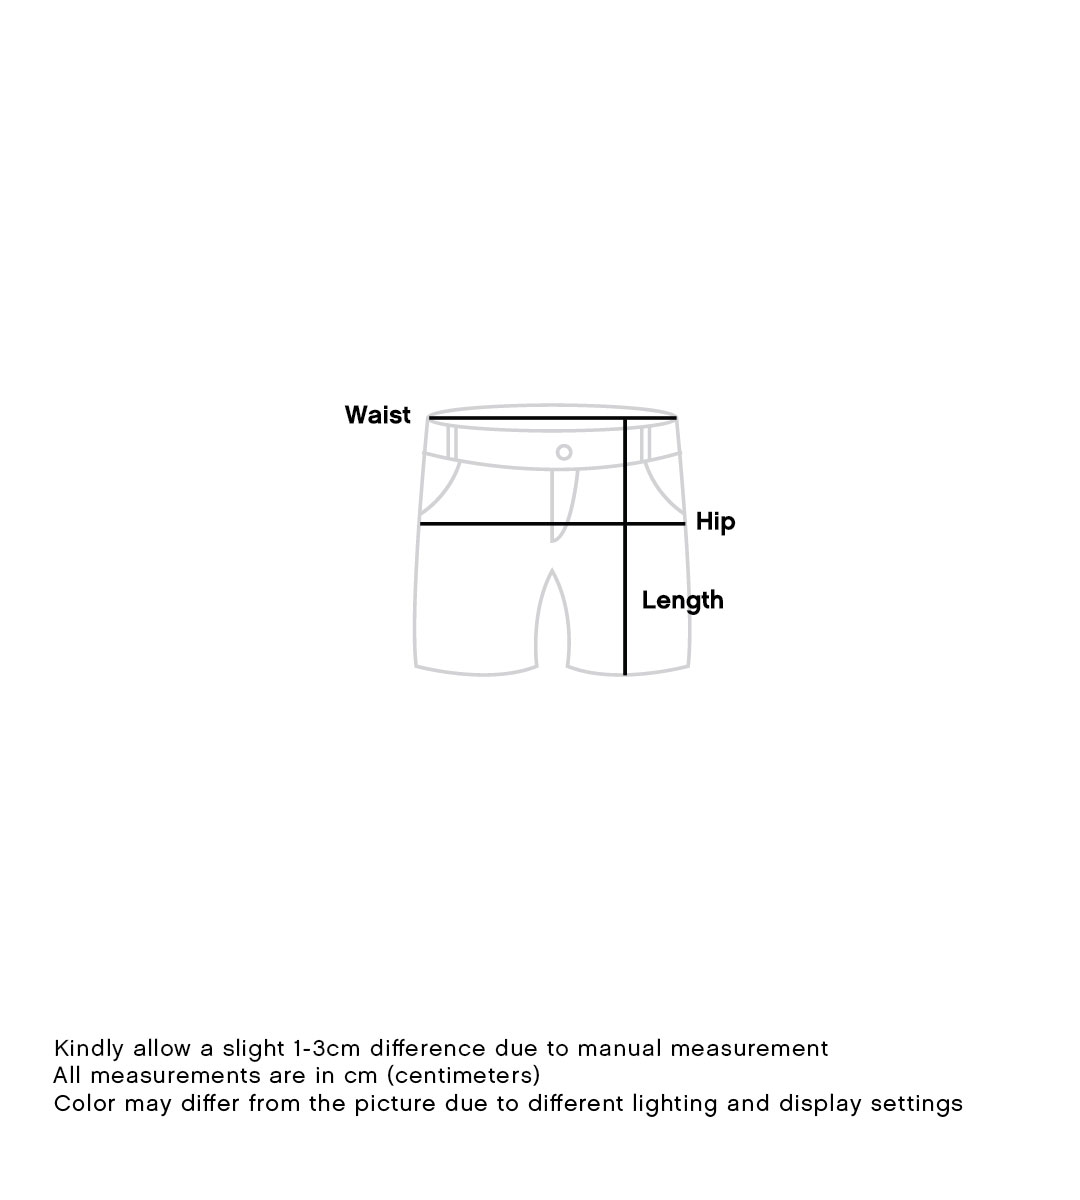 Waist
Hip
Length
Kindly allow a slight 1-3cm difference due to manual measurement
All measurements are in cm (centimeters)
Color may differ from the picture due to different lighting and display settings